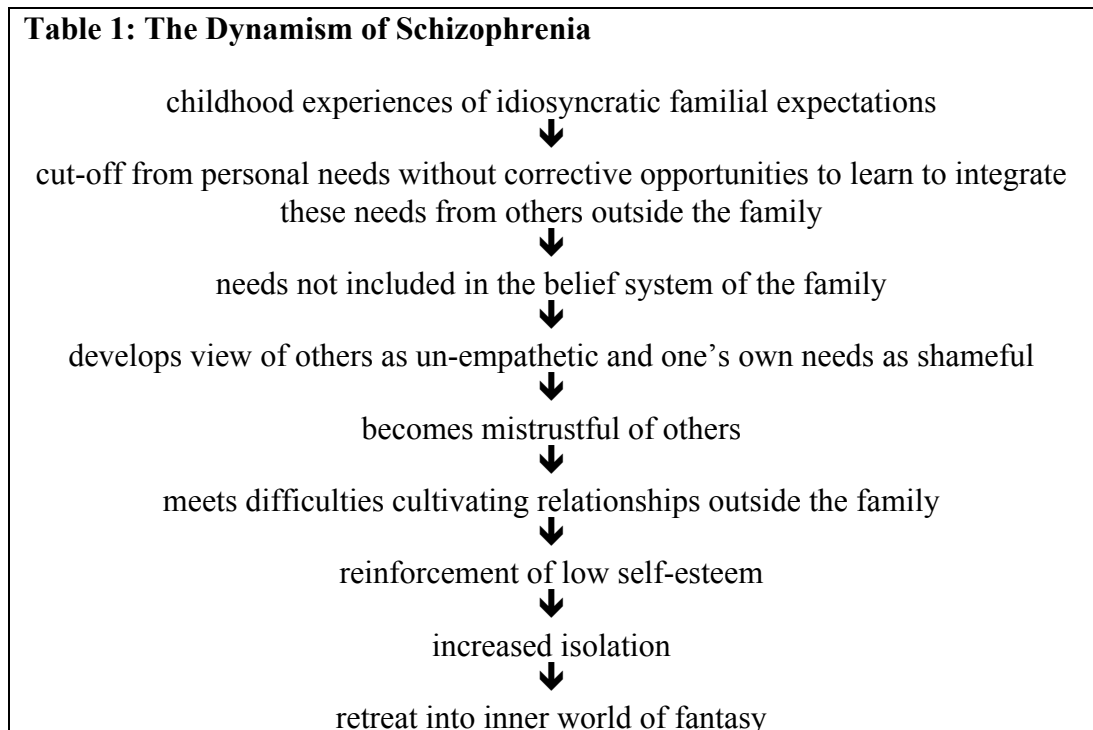 Table 1: The Dynamism of Schizophrenia
childhood experiences of idiosyncratic familial expectations
cut-off from personal needs without corrective opportunities to learn to integrate
these needs from others outside the family
needs not included in the belief system of the family
develops view of others as un-empathetic and one’s own needs as shameful
becomes mistrustful of others
meets difficulties cultivating relationships outside the family
reinforcement of low self-esteem
increased isolation
retreat into inner world of fantasy